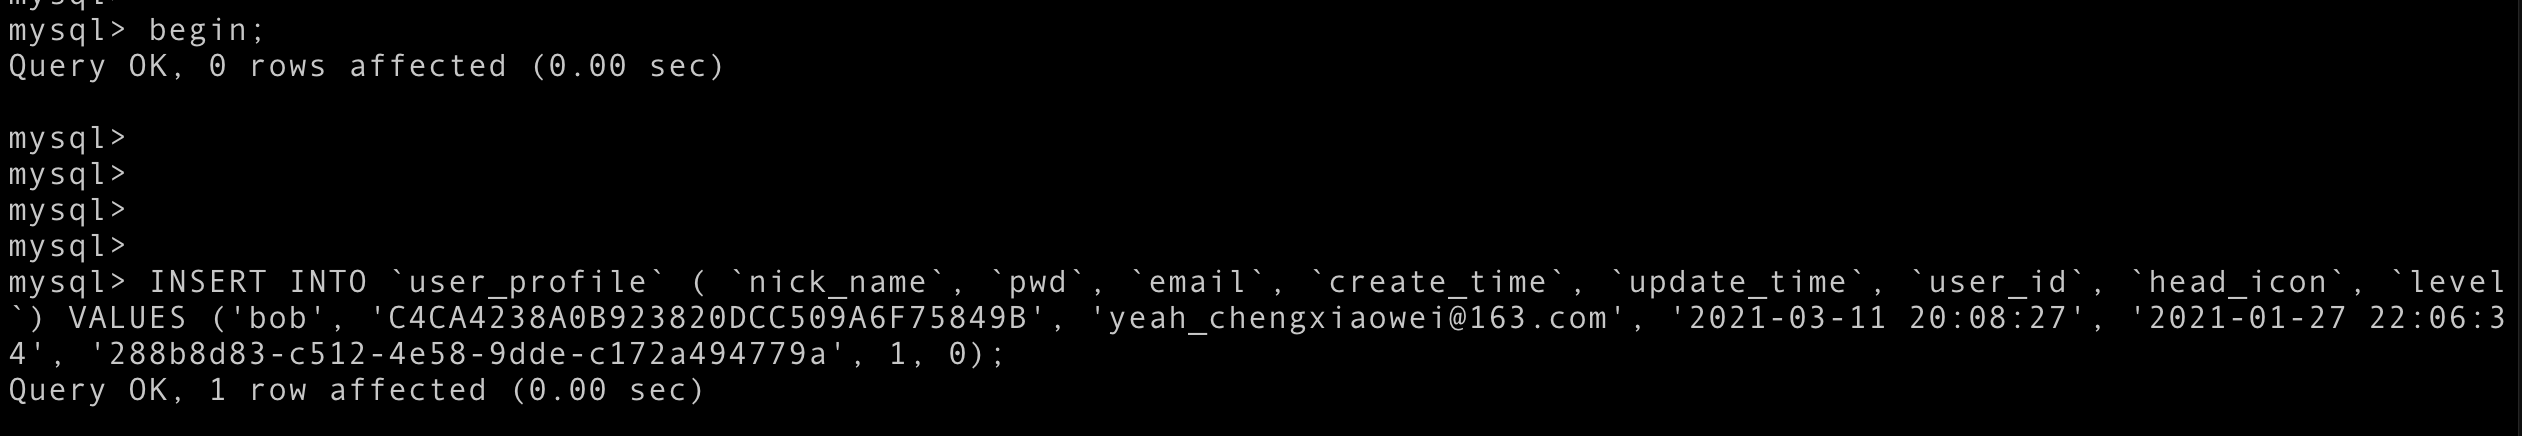 mysql>
mysql> begin;
Query OK, 0 rows affected (0.00 sec)
mysql>
mysql>
mysql>
mysql>
mysql> INSERT INTO `user_profile` ( `nick_name`, `pwd`, `email`, `create_time`, `update_time`, `user_id`, `head_icon`, `level
`) VALUES ('bob', 'C4CA4238A0B923820DCC509A6F75849B', 'yeah_chengxiaowei@163.com', '2021-03-11 20:08:27', '2021-01-27 22:06:3
4', '288b8d83-c512-4e58-9dde-c172a494779a', 1, 0);
Query OK, 1 row affected (0.00 sec)